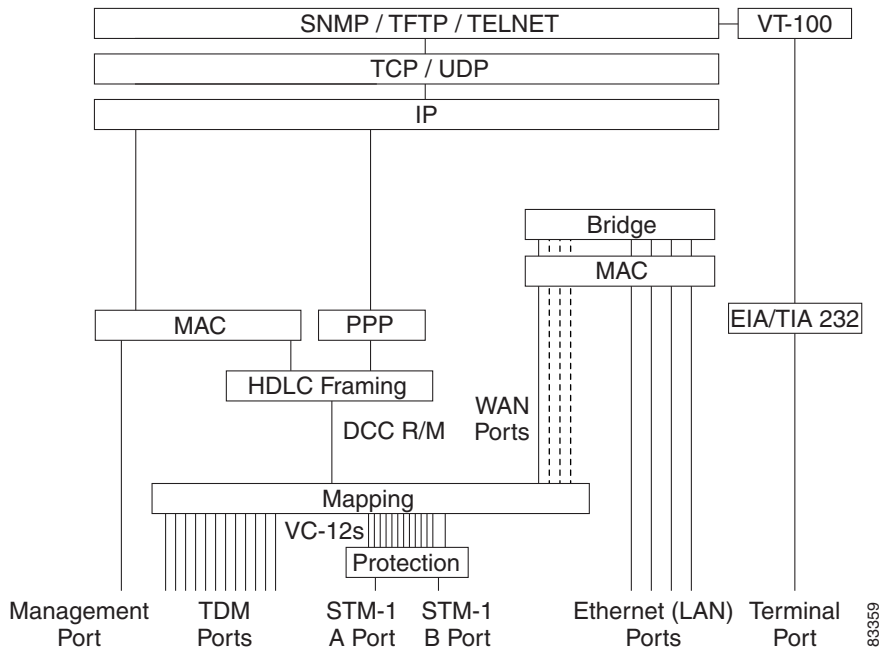 SNMP / TFTP / TELNET
VT-100
TCP / UDP
IP
Bridge
MAC
MAC
PPP
EIA/TIA 232
HDLC Framing
WAN
Ports
DCC R/M
Mapping
VC-12s
Protection
Management
Port
TDM
Ports
STM-1
A Port
STM-1
B Port
Ethernet (LAN)
Ports
Terminal
Port
83359